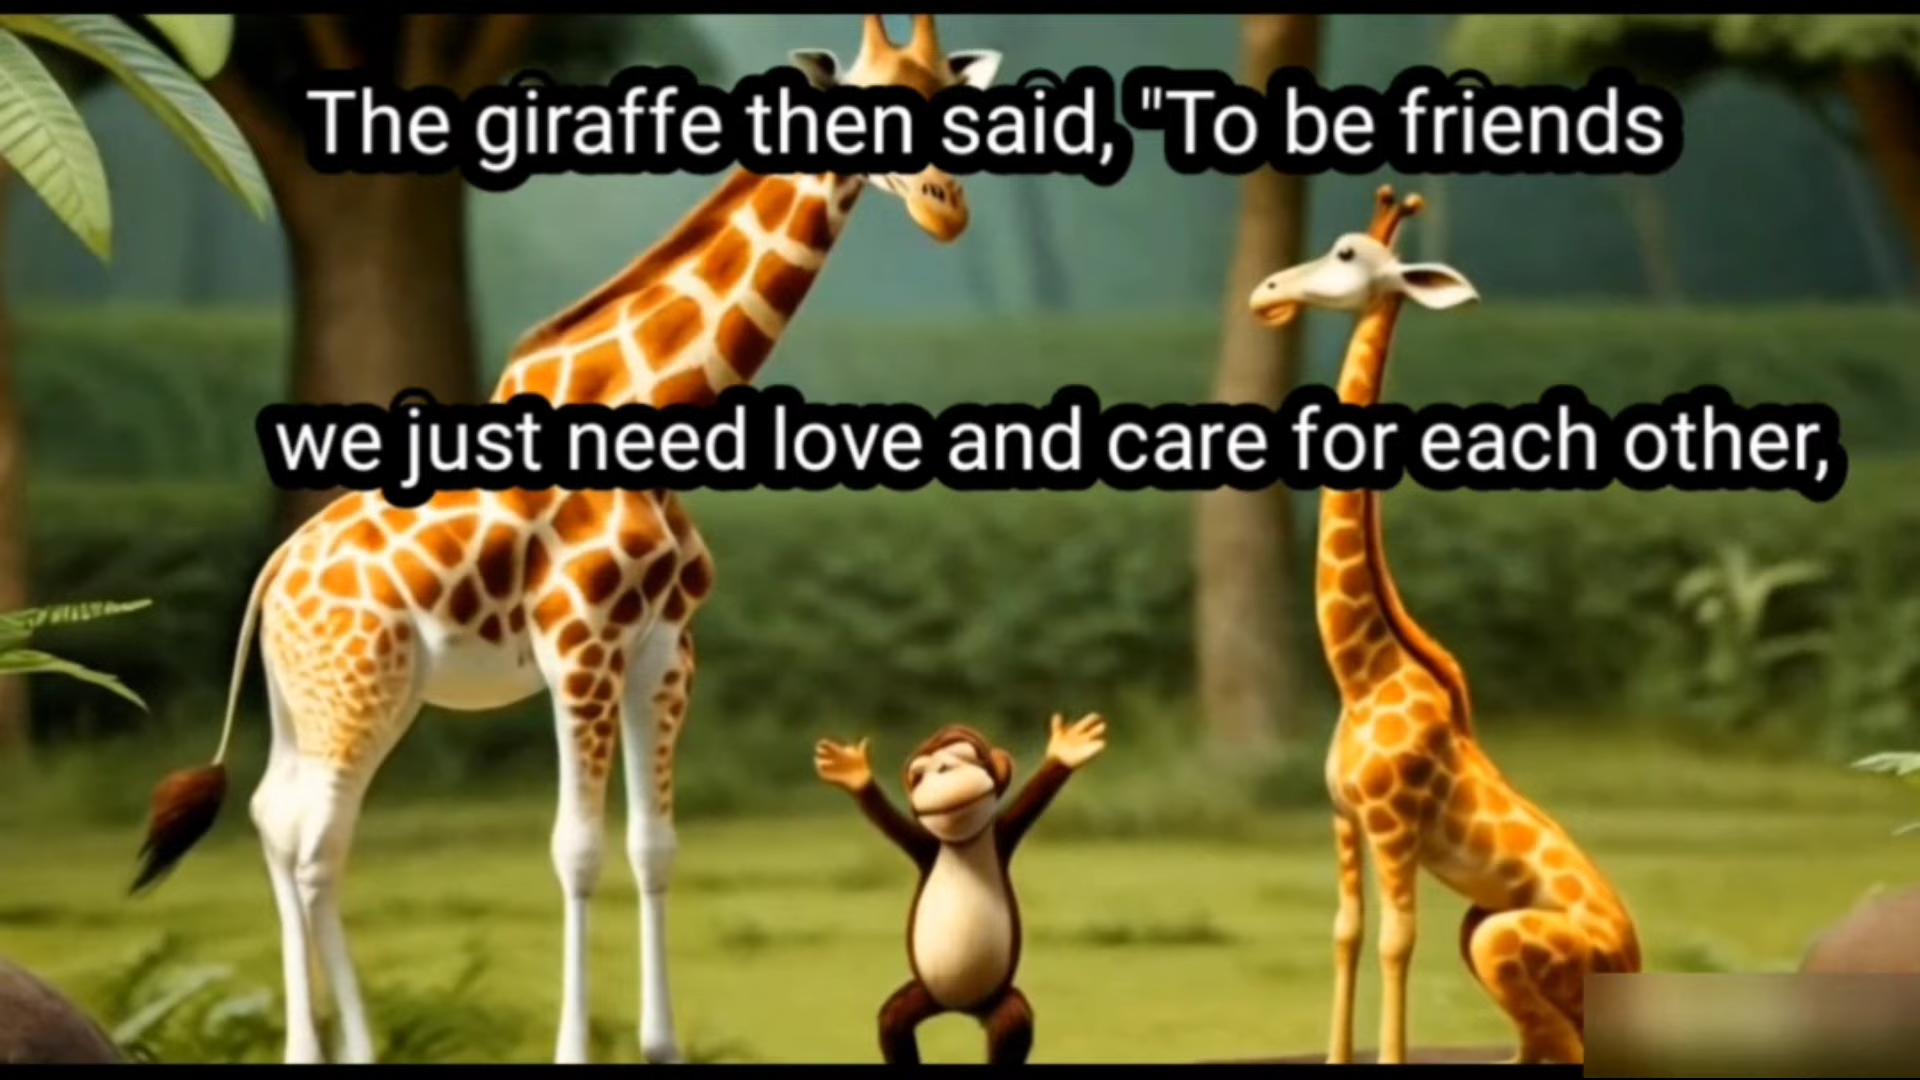 The giraffe then said, "To be friends
we just need love and care for each other,